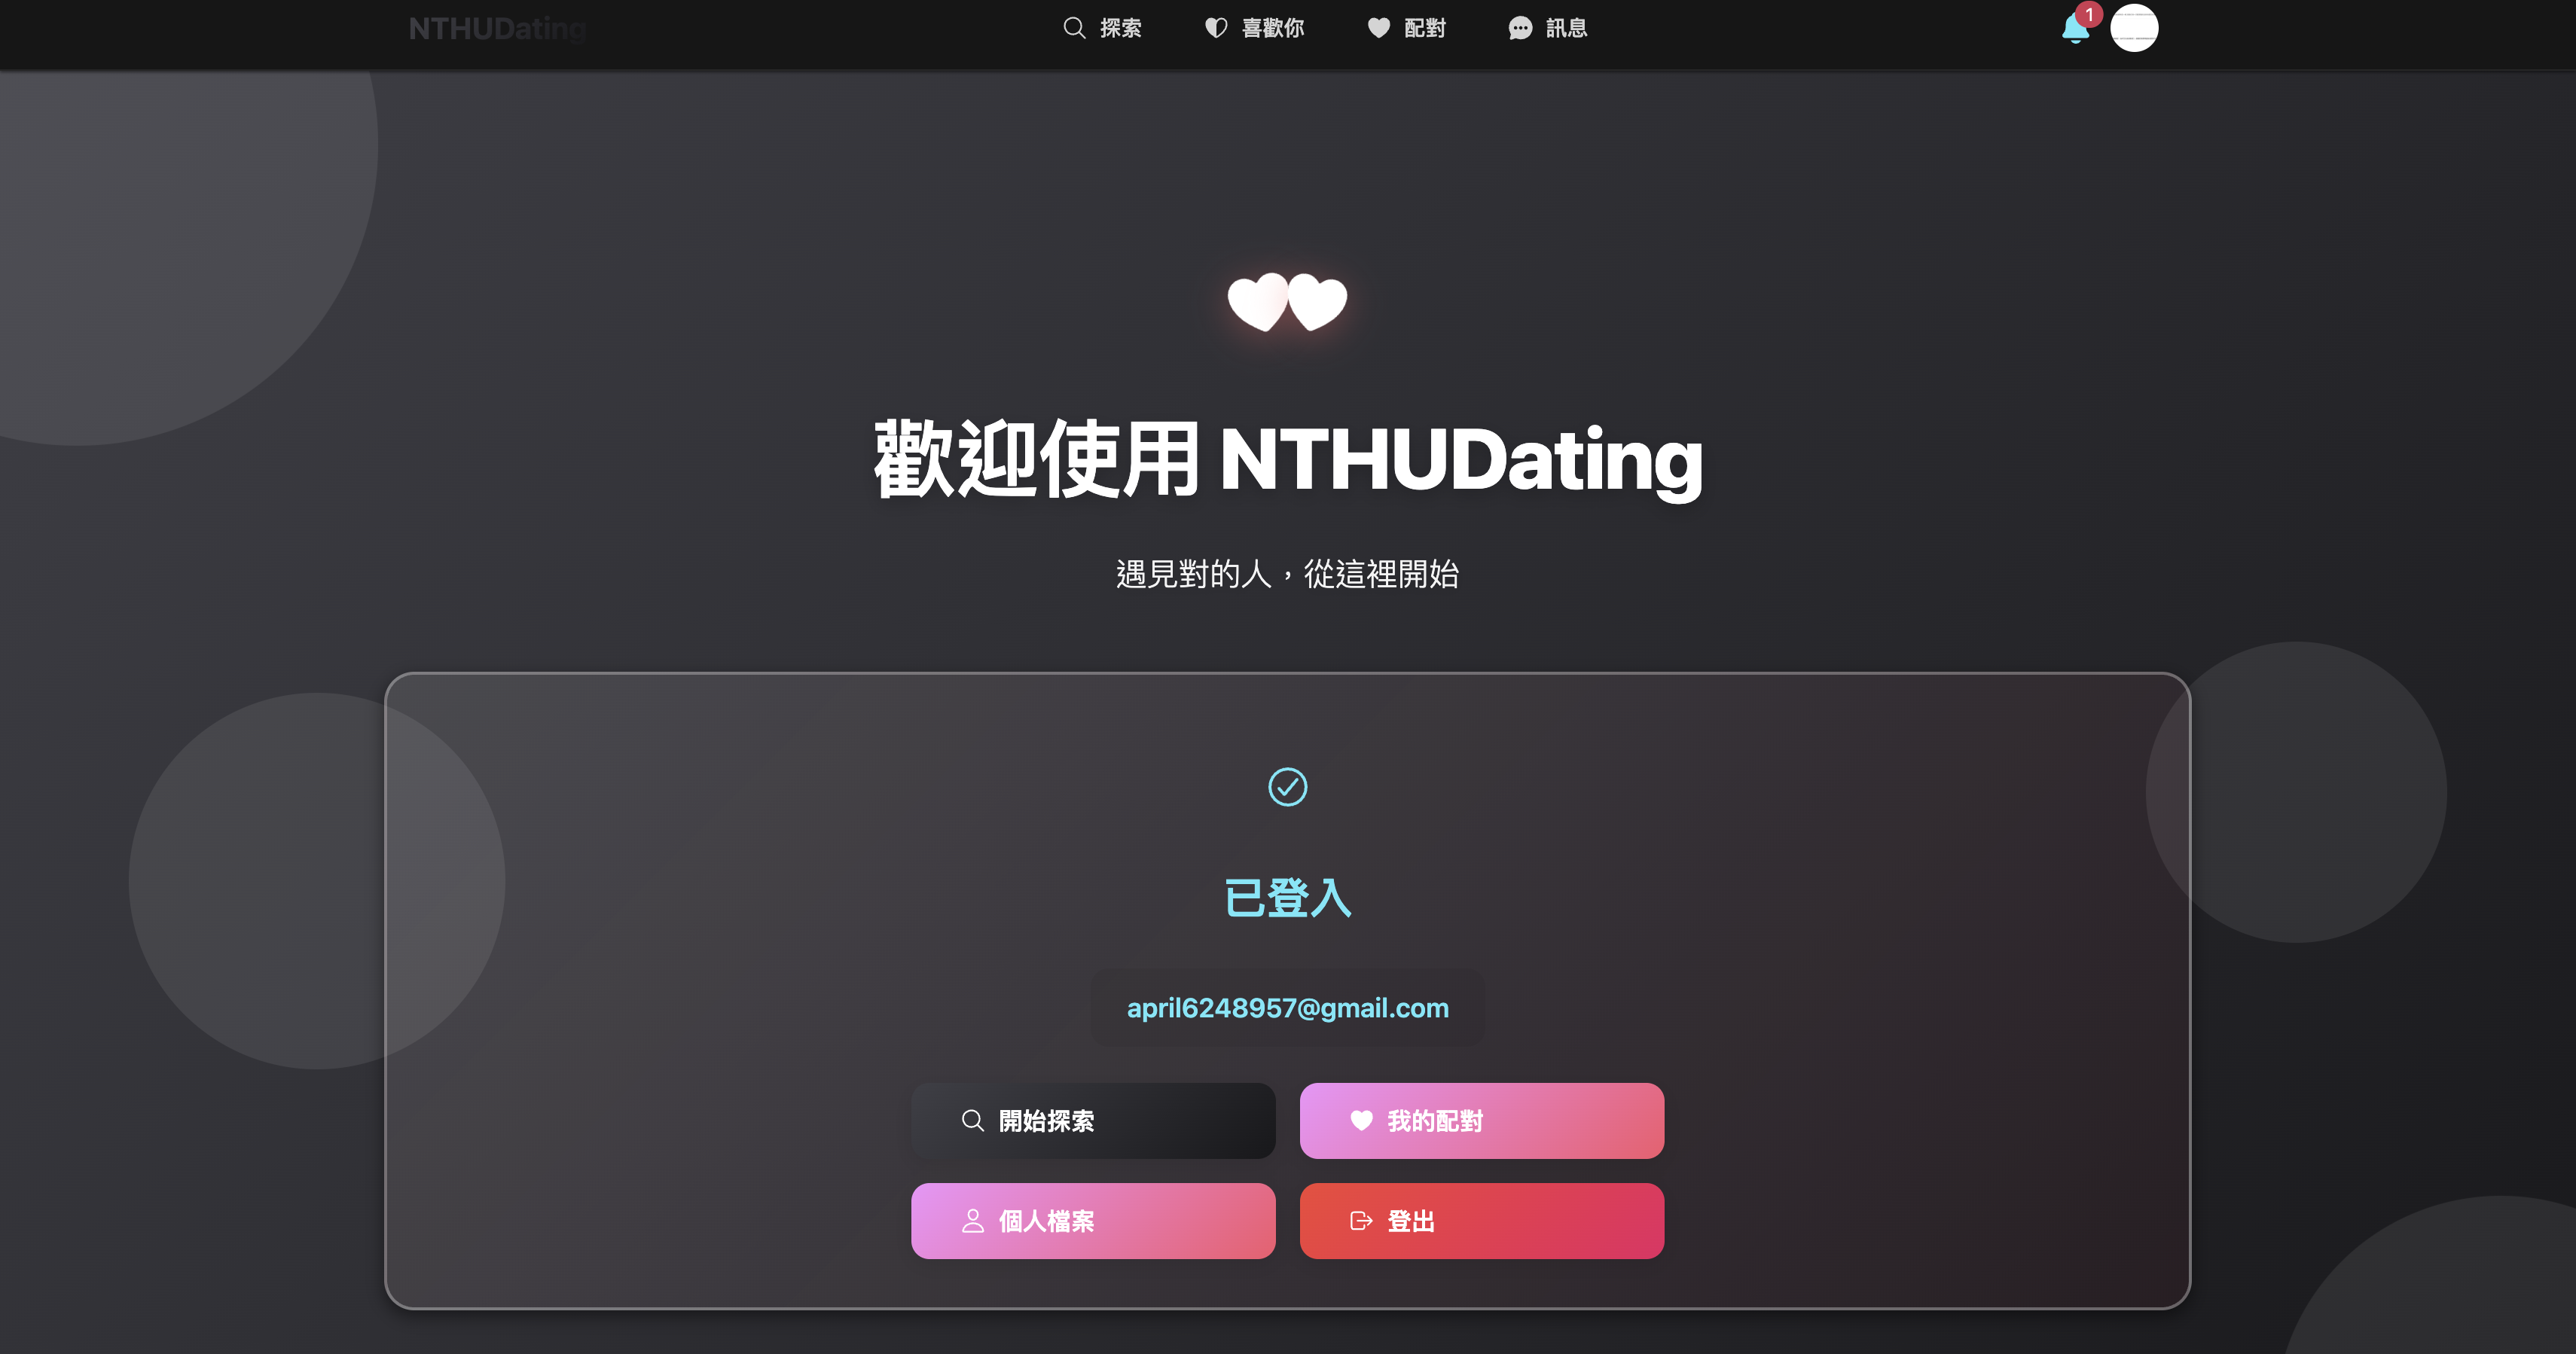 NTHUDating
探索
喜歡你
配對
訊息
1
歡迎使用 NTHUDating
遇見對的人，從這裡開始
已登入
april6248957@gmail.com
開始探索
我的配對
個人檔案
登出